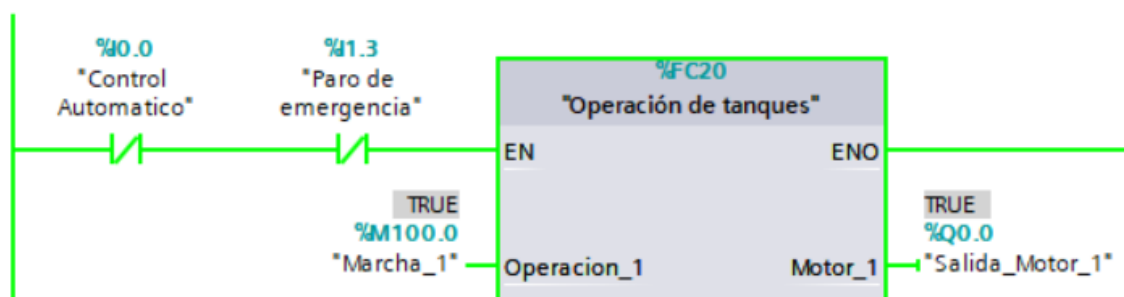 %I0.0
"Control
Automatico"
%I1.3
"Paro de
emergencia"
%FC20
"Operación de tanques"
EN
ENO
TRUE
%M100.0
"Marcha_1"
Operacion_1
Motor_1
TRUE
%Q0.0
"Salida_Motor_1"